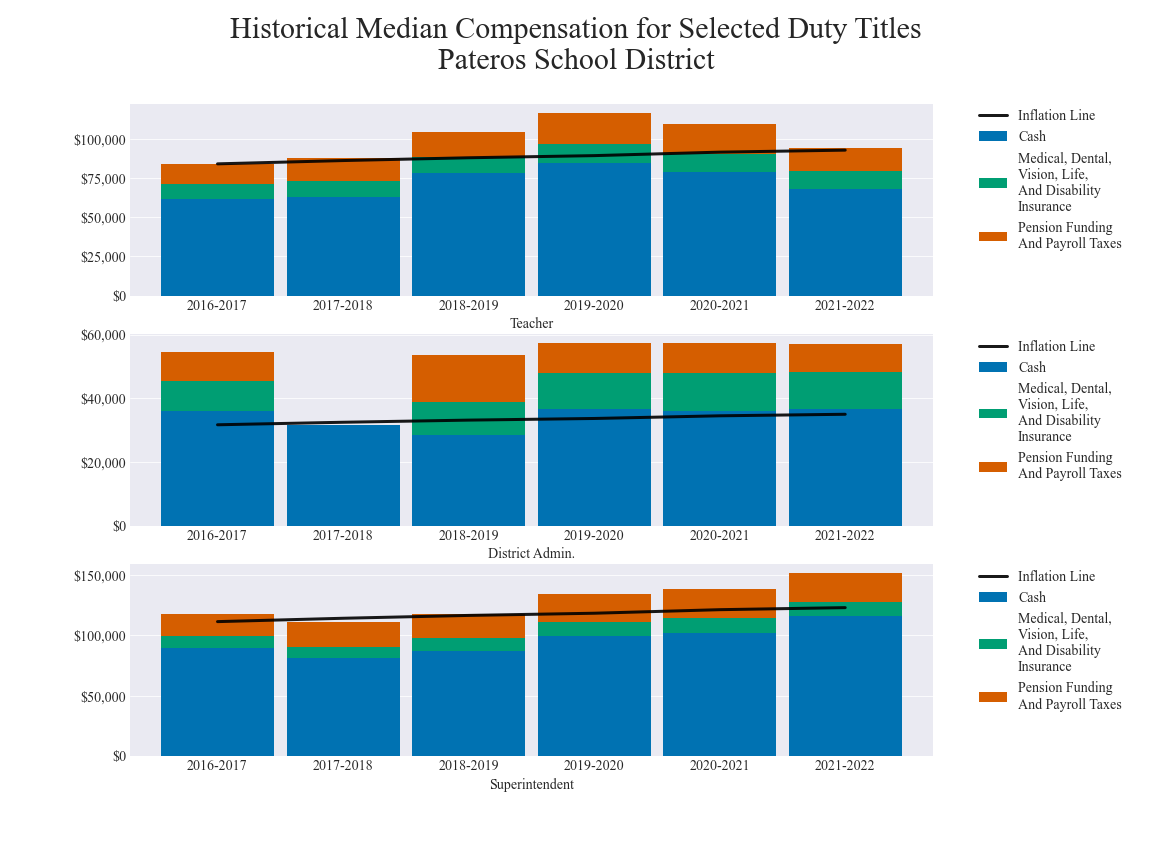 Historical Median Compensation for Selected Duty Titles
Pateros School District
$100,000
$75,000
$50,000
$25,000
$0
2016-2017
2017-2018
2018-2019
2019-2020
2020-2021
2021-2022
Teacher
Inflation Line
Cash
Medical, Dental,
Vision, Life,
And Disability
Insurance
Pension Funding
And Payroll Taxes
$60,000
$40,000
$20,000
$0
2016-2017
2017-2018
2018-2019
2019-2020
2020-2021
2021-2022
District Admin.
Inflation Line
Cash
Medical, Dental,
Vision, Life,
And Disability
Insurance
Pension Funding
And Payroll Taxes
$150,000
$100,000
$50,000
$0
2016-2017
2017-2018
2018-2019
2019-2020
2020-2021
2021-2022
Superintendent
Inflation Line
Cash
Medical, Dental,
Vision, Life,
And Disability
Insurance
Pension Funding
And Payroll Taxes